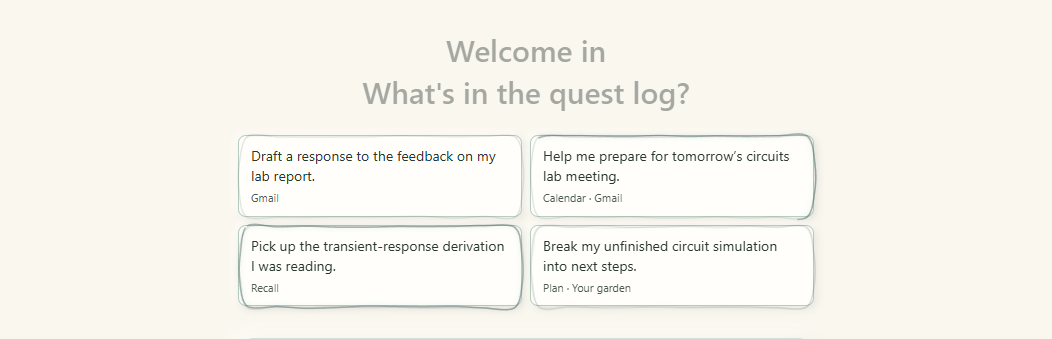 Welcome in
What's in the quest log?
Draft a response to the feedback on my
lab report.
Gmail
Help me prepare for tomorrow’s circuits
lab meeting.
Calendar · Gmail
Pick up the transient-response derivation
I was reading.
Recall
Break my unfinished circuit simulation
into next steps.
Plan · Your garden